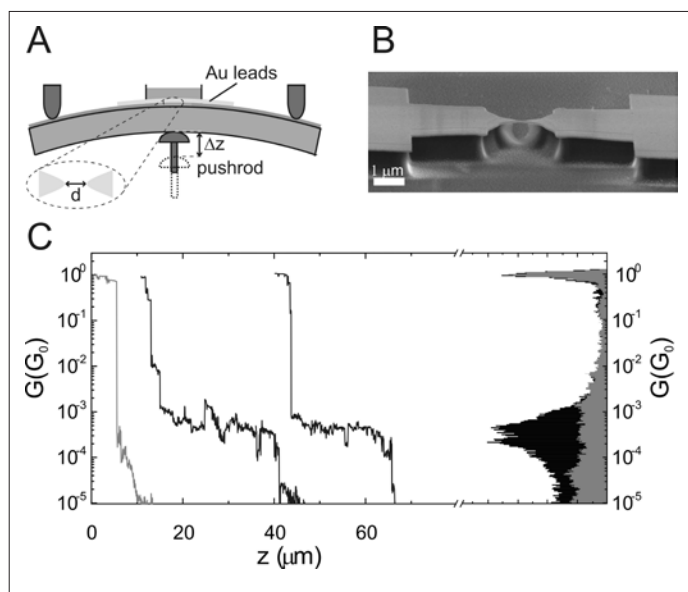 A
B
Au leads
Δz
pushrod
d
1 μm
C
10⁰
10⁻¹
10⁻²
10⁻³
10⁻⁴
10⁻⁵
G(G₀)
0
20
40
60
z (μm)
10⁰
10⁻¹
10⁻²
10⁻³
10⁻⁴
10⁻⁵
G(G₀)